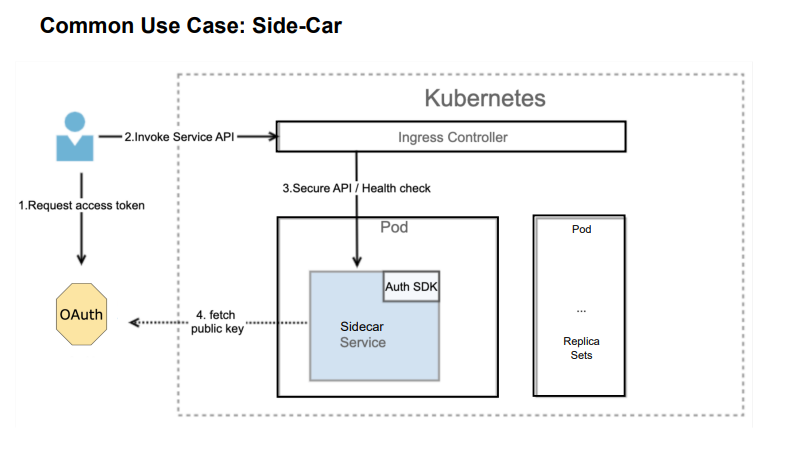 Common Use Case: Side-Car
Kubernetes
2.Invoke Service API
Ingress Controller
3.Secure API / Health check
1.Request access token
Pod
Pod
Auth SDK
...
OAuth
4. fetch
public key
Sidecar
Service
Replica
Sets